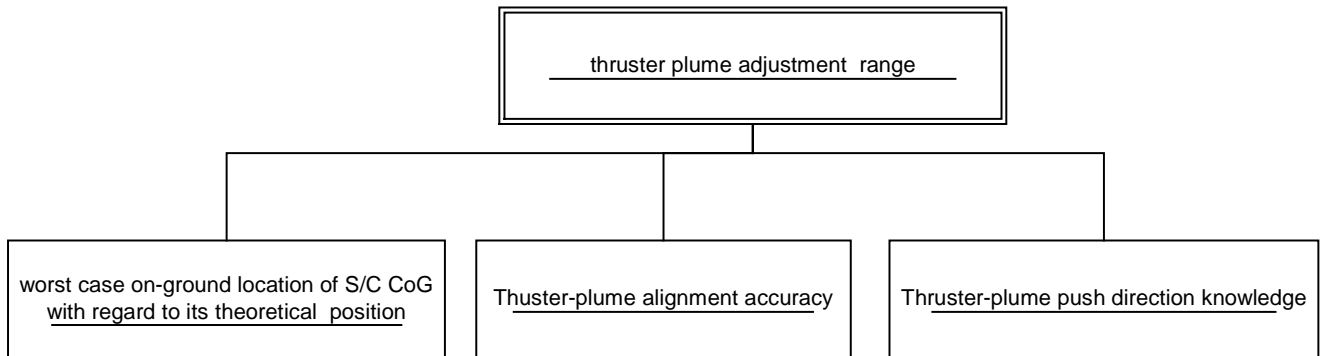 thruster plume adjustment range
worst case on-ground location of S/C CoG
with regard to its theoretical position
Thuster-plume alignment accuracy
Thruster-plume push direction knowledge